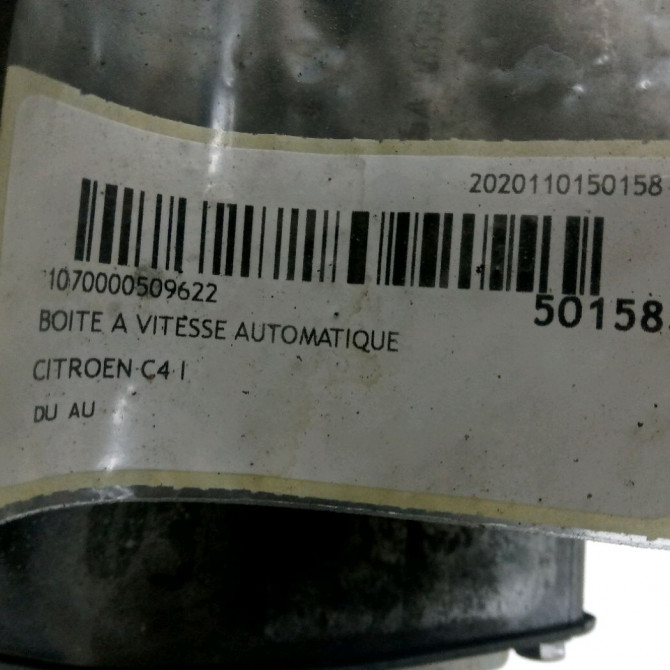 2020110150158
1070000509622
50158
BOITE A VITESSE AUTOMATIQUE
CITROEN C4 I
DU AU